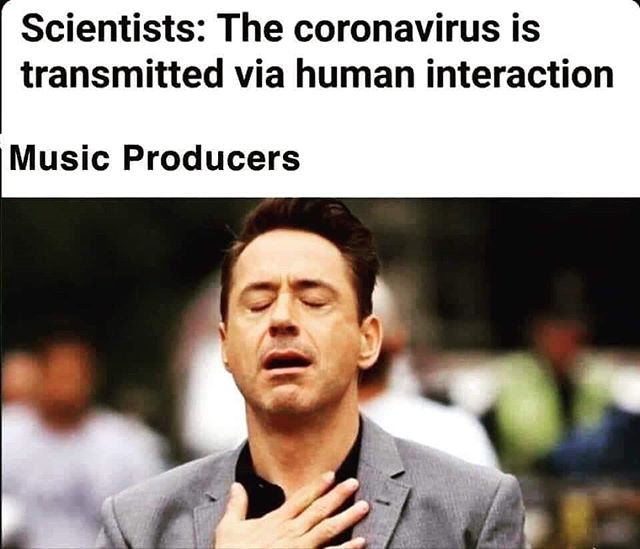 Scientists: The coronavirus is
transmitted via human interaction
Music Producers